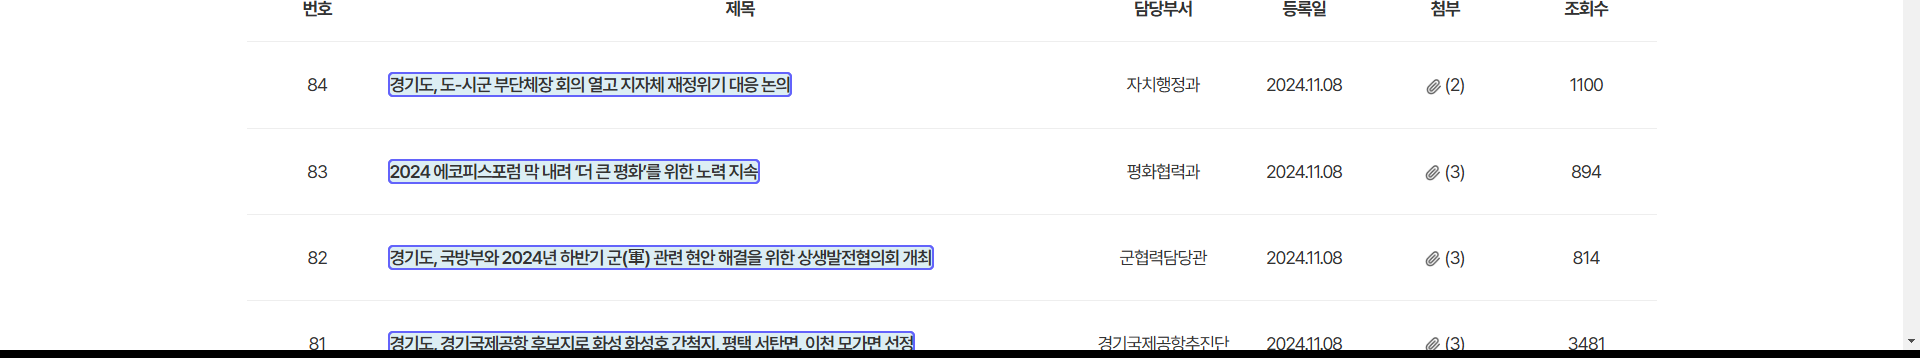 번호 제목 담당부서 등록일 첨부 조회수
84 경기도, 도-시군 부단체장 회의 열고 지자체 재정위기 대응 논의 자치행정과 2024.11.08 (2) 1100
83 2024 에코피스포럼 막 내려 ‘더 큰 평화’를 위한 노력 지속 평화협력과 2024.11.08 (3) 894
82 경기도, 국방부와 2024년 하반기 군(軍) 관련 현안 해결을 위한 상생발전협의회 개최 군협력담당관 2024.11.08 (3) 814
81 경기도, 경기국제공항 후보지로 화성 화성호 간척지, 평택 서탄면, 이천 모가면 선정 경기국제공항추진단 2024.11.08 (3) 3481